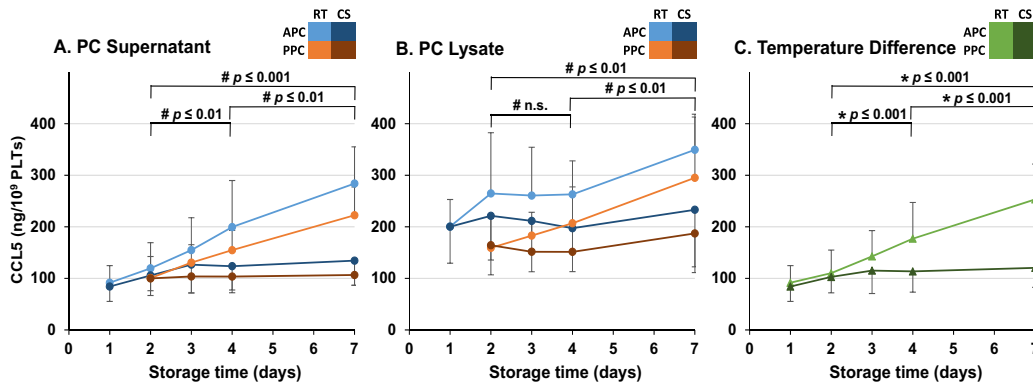 RT CS
APC
PPC
A. PC Supernatant
# p ≤ 0.001
# p ≤ 0.01
# p ≤ 0.01
CCL5 (ng/10⁹ PLTs)
400
300
200
100
0
0 1 2 3 4 5 6 7
Storage time (days)
RT CS
APC
PPC
B. PC Lysate
# p ≤ 0.01
# p ≤ 0.01
# n.s.
400
300
200
100
0
0 1 2 3 4 5 6 7
Storage time (days)
RT CS
APC
PPC
C. Temperature Difference
* p ≤ 0.001
* p ≤ 0.001
* p ≤ 0.001
400
300
200
100
0
0 1 2 3 4 5 6 7
Storage time (days)